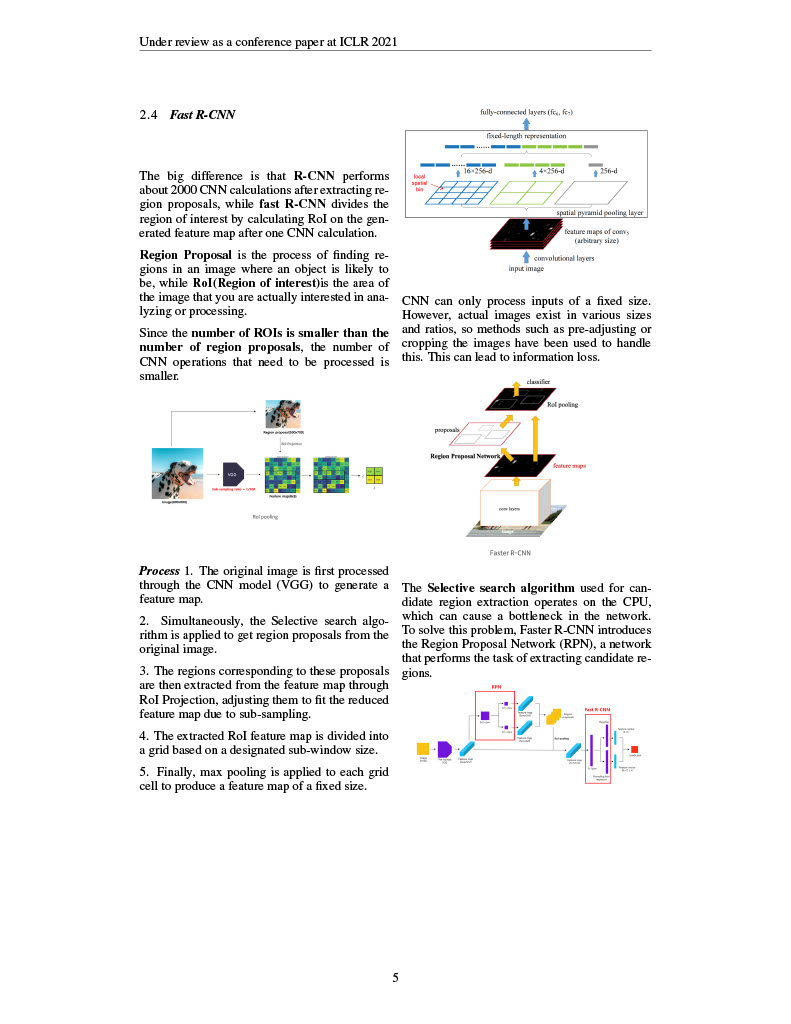 Under review as a conference paper at ICLR 2021
2.4 Fast R-CNN
The big difference is that R-CNN performs
about 2000 CNN calculations after extracting re-
gion proposals, while fast R-CNN divides the
region of interest by calculating RoI on the gen-
erated feature map after one CNN calculation.
Region Proposal is the process of finding re-
gions in an image where an object is likely to
be, while RoI(Region of interest)is the area of
the image that you are actually interested in ana-
lyzing or processing.
Since the number of ROIs is smaller than the
number of region proposals, the number of
CNN operations that need to be processed is
smaller.
Region proposal(500x700)
RoI Projection
VGG
Sub-sampling ratio = 1/100
Image(800x800)
Feature map(8x8)
RoI pooling
Process 1. The original image is first processed
through the CNN model (VGG) to generate a
feature map.
2. Simultaneously, the Selective search algo-
rithm is applied to get region proposals from the
original image.
3. The regions corresponding to these proposals
are then extracted from the feature map through
RoI Projection, adjusting them to fit the reduced
feature map due to sub-sampling.
4. The extracted RoI feature map is divided into
a grid based on a designated sub-window size.
5. Finally, max pooling is applied to each grid
cell to produce a feature map of a fixed size.
fully-connected layers (fc₆, fc₇)
fixed-length representation
16×256-d
4×256-d
256-d
local
spatial
bin
spatial pyramid pooling layer
feature maps of conv₅
(arbitrary size)
convolutional layers
input image
CNN can only process inputs of a fixed size.
However, actual images exist in various sizes
and ratios, so methods such as pre-adjusting or
cropping the images have been used to handle
this. This can lead to information loss.
classifier
RoI pooling
proposals
Region Proposal Network
feature maps
conv layers
image
Faster R-CNN
The Selective search algorithm used for can-
didate region extraction operates on the CPU,
which can cause a bottleneck in the network.
To solve this problem, Faster R-CNN introduces
the Region Proposal Network (RPN), a network
that performs the task of extracting candidate re-
gions.
RPN
Fast R-CNN
RoI pooling
5